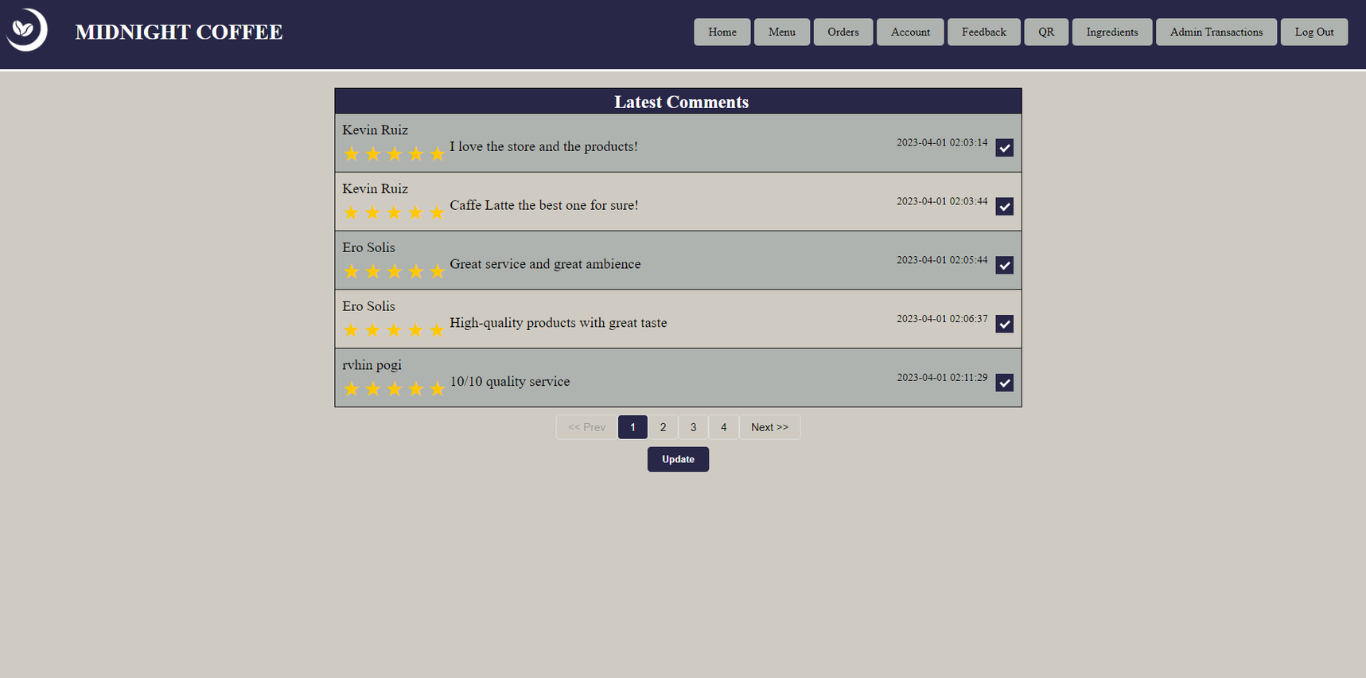 MIDNIGHT COFFEE
Home Menu Orders Account Feedback QR Ingredients Admin Transactions Log Out
Latest Comments
Kevin Ruiz
I love the store and the products! 2023-04-01 02:03:14
Kevin Ruiz
Caffe Latte the best one for sure! 2023-04-01 02:03:44
Ero Solis
Great service and great ambience 2023-04-01 02:05:44
Ero Solis
High-quality products with great taste 2023-04-01 02:06:37
rvhin pogi
10/10 quality service 2023-04-01 02:11:29
<< Prev 1 2 3 4 Next >>
Update